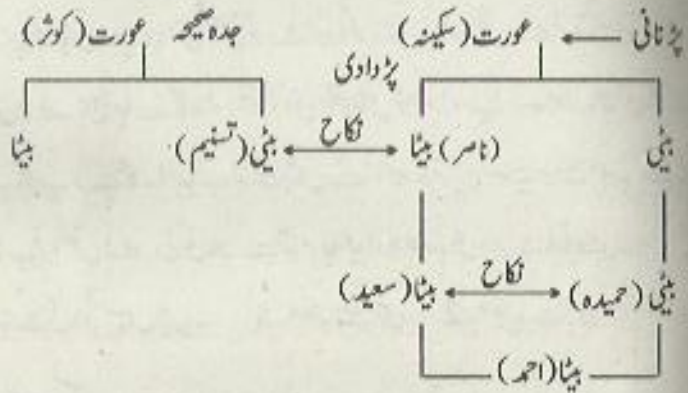 پڑنانی ← عورت (سکینہ) جدہ صحیحہ عورت (کوثر)
پڑدادی
بیٹی (ناصر) بیٹا نکاح بیٹی (تسنیم) بیٹا
بیٹی (حمیدہ) نکاح بیٹا (سعید)
بیٹا (احمد)